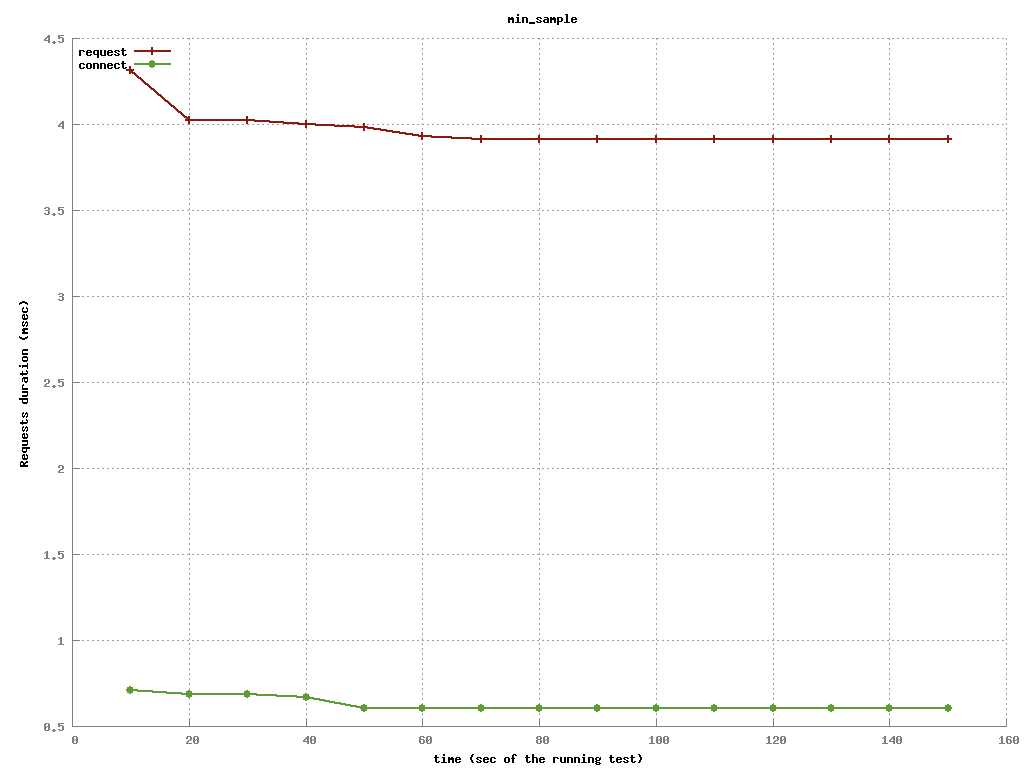 min_sample
4.5
request
connect
4
3.5
3
2.5
2
1.5
1
0.5
Requests duration (msec)
0 20 40 60 80 100 120 140 160
time (sec of the running test)